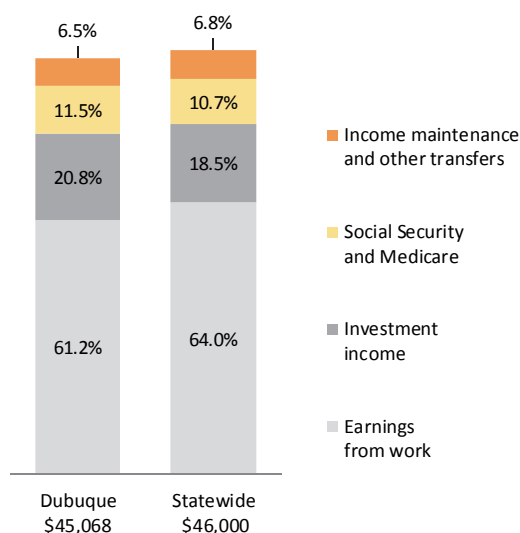 6.5%
6.8%
11.5%
10.7%
20.8%
18.5%
61.2%
64.0%
Dubuque
$45,068
Statewide
$46,000
Income maintenance
and other transfers
Social Security
and Medicare
Investment
income
Earnings
from work